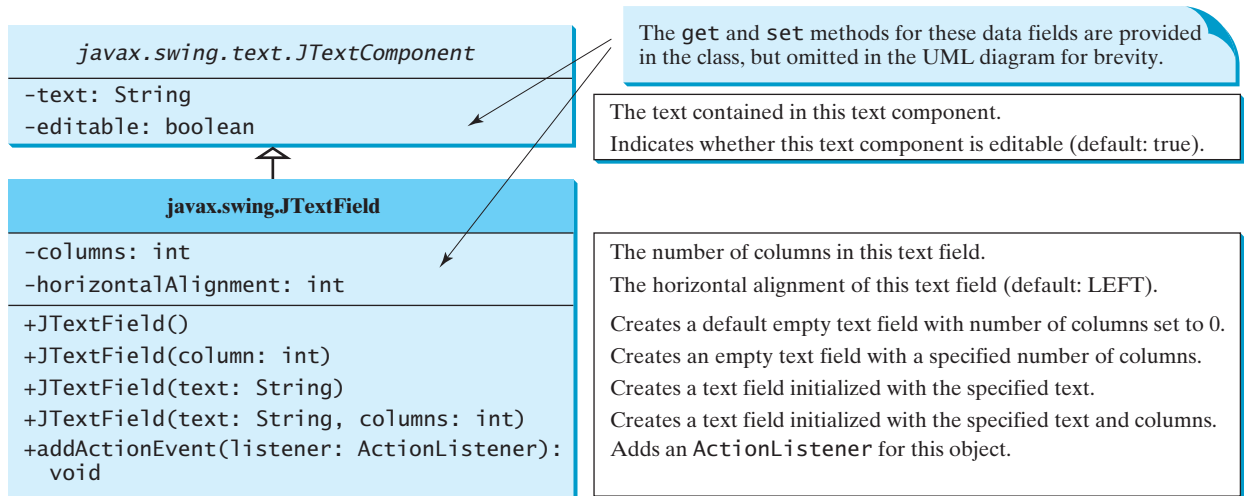 The get and set methods for these data fields are provided
in the class, but omitted in the UML diagram for brevity.
javax.swing.text.JTextComponent
-text: String
-editable: boolean
The text contained in this text component.
Indicates whether this text component is editable (default: true).
javax.swing.JTextField
-columns: int
-horizontalAlignment: int
The number of columns in this text field.
The horizontal alignment of this text field (default: LEFT).
+JTextField()
Creates a default empty text field with number of columns set to 0.
+JTextField(column: int)
Creates an empty text field with a specified number of columns.
+JTextField(text: String)
Creates a text field initialized with the specified text.
+JTextField(text: String, columns: int)
Creates a text field initialized with the specified text and columns.
+addActionEvent(listener: ActionListener):
void
Adds an ActionListener for this object.